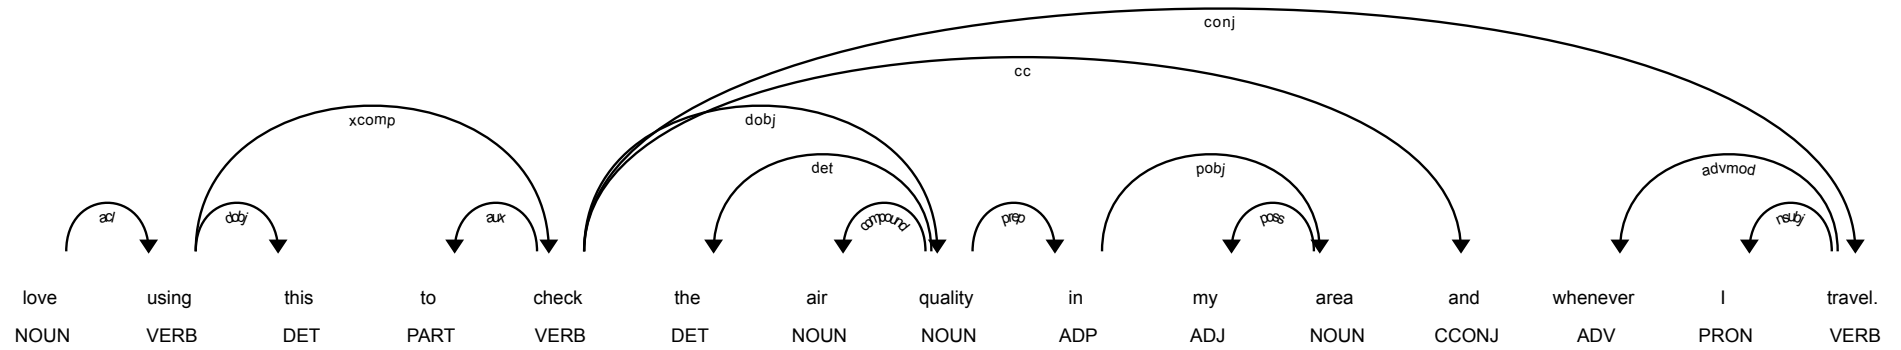 conj
cc
xcomp dobj
det pobj advmod
acl dobj aux compound prep poss nsubj
love using this to check the air quality in my area and whenever I travel.
NOUN VERB DET PART VERB DET NOUN NOUN ADP ADJ NOUN CCONJ ADV PRON VERB